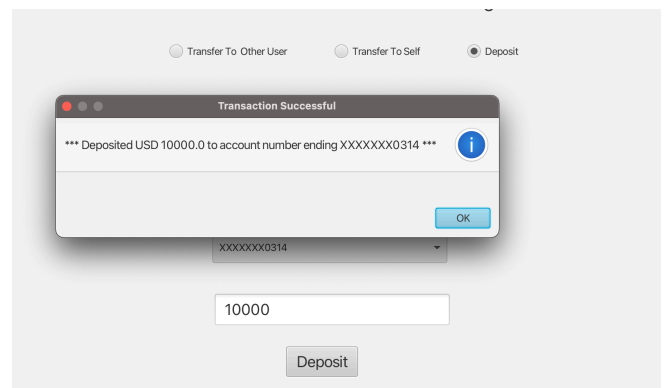 Transfer To Other User
Transfer To Self
Deposit
Transaction Successful
*** Deposited USD 10000.0 to account number ending XXXXXXX0314 ***
OK
XXXXXXX0314
10000
Deposit